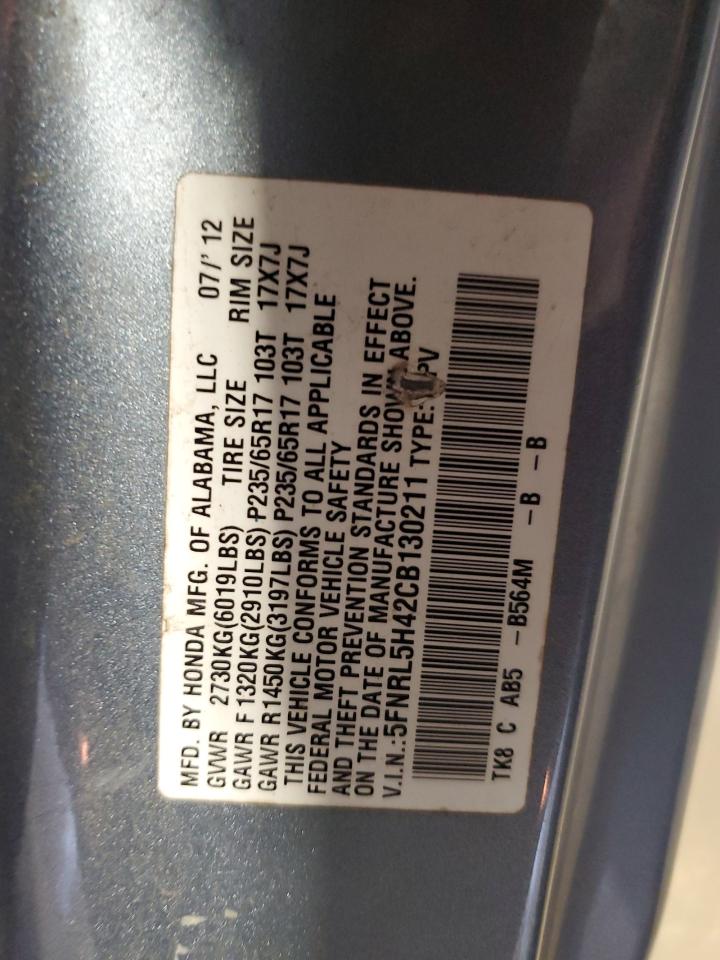 MFD. BY HONDA MFG. OF ALABAMA, LLC 07/' 12
GVWR 2730KG(6019LBS) TIRE SIZE RIM SIZE
GAWR F 1320KG(2910LBS) P235/65R17 103T 17X7J
GAWR R1450KG(3197LBS) P235/65R17 103T 17X7J
THIS VEHICLE CONFORMS TO ALL APPLICABLE
FEDERAL MOTOR VEHICLE SAFETY
AND THEFT PREVENTION STANDARDS IN EFFECT
ON THE DATE OF MANUFACTURE SHOWN ABOVE.
V.I.N.:5FNRL5H42CB130211 TYPE:
TK8 C AB5 -B564M -B -B